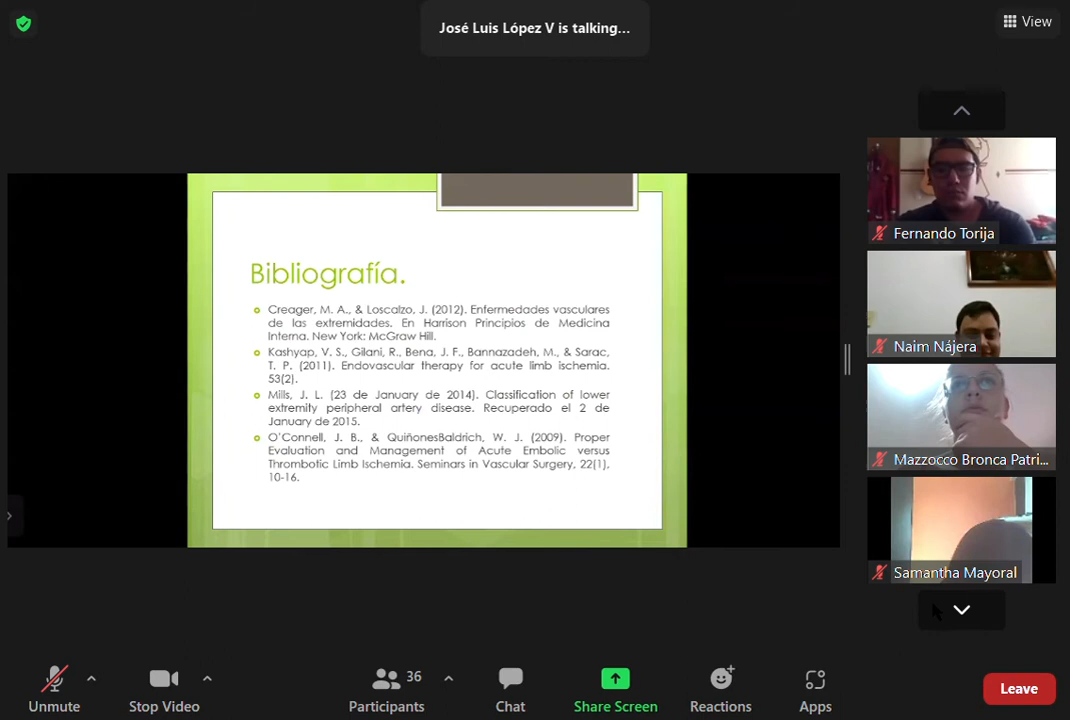 José Luis López V is talking...
View
Bibliografía.
Creager, M. A., & Loscalzo, J. (2012). Enfermedades vasculares
de las extremidades. En Harrison Principios de Medicina
Interna. New York: McGraw Hill.
Kashyap, V. S., Gilani, R., Bena, J. F., Bannazadeh, M., & Sarac,
T. P. (2011). Endovascular therapy for acute limb ischemia.
53(2).
Mills, J. L. (23 de January de 2014). Classification of lower
extremity peripheral artery disease. Recuperado el 2 de
January de 2015.
O'Connell, J. B., & QuiñonesBaldrich, W. J. (2009). Proper
Evaluation and Management of Acute Embolic versus
Thrombotic Limb Ischemia. Seminars in Vascular Surgery, 22(1),
10-16.
Fernando Torija
Naim Nájera
Mazzocco Bronca Patri...
Samantha Mayoral
Unmute
Stop Video
36
Participants
Chat
Share Screen
Reactions
Apps
Leave